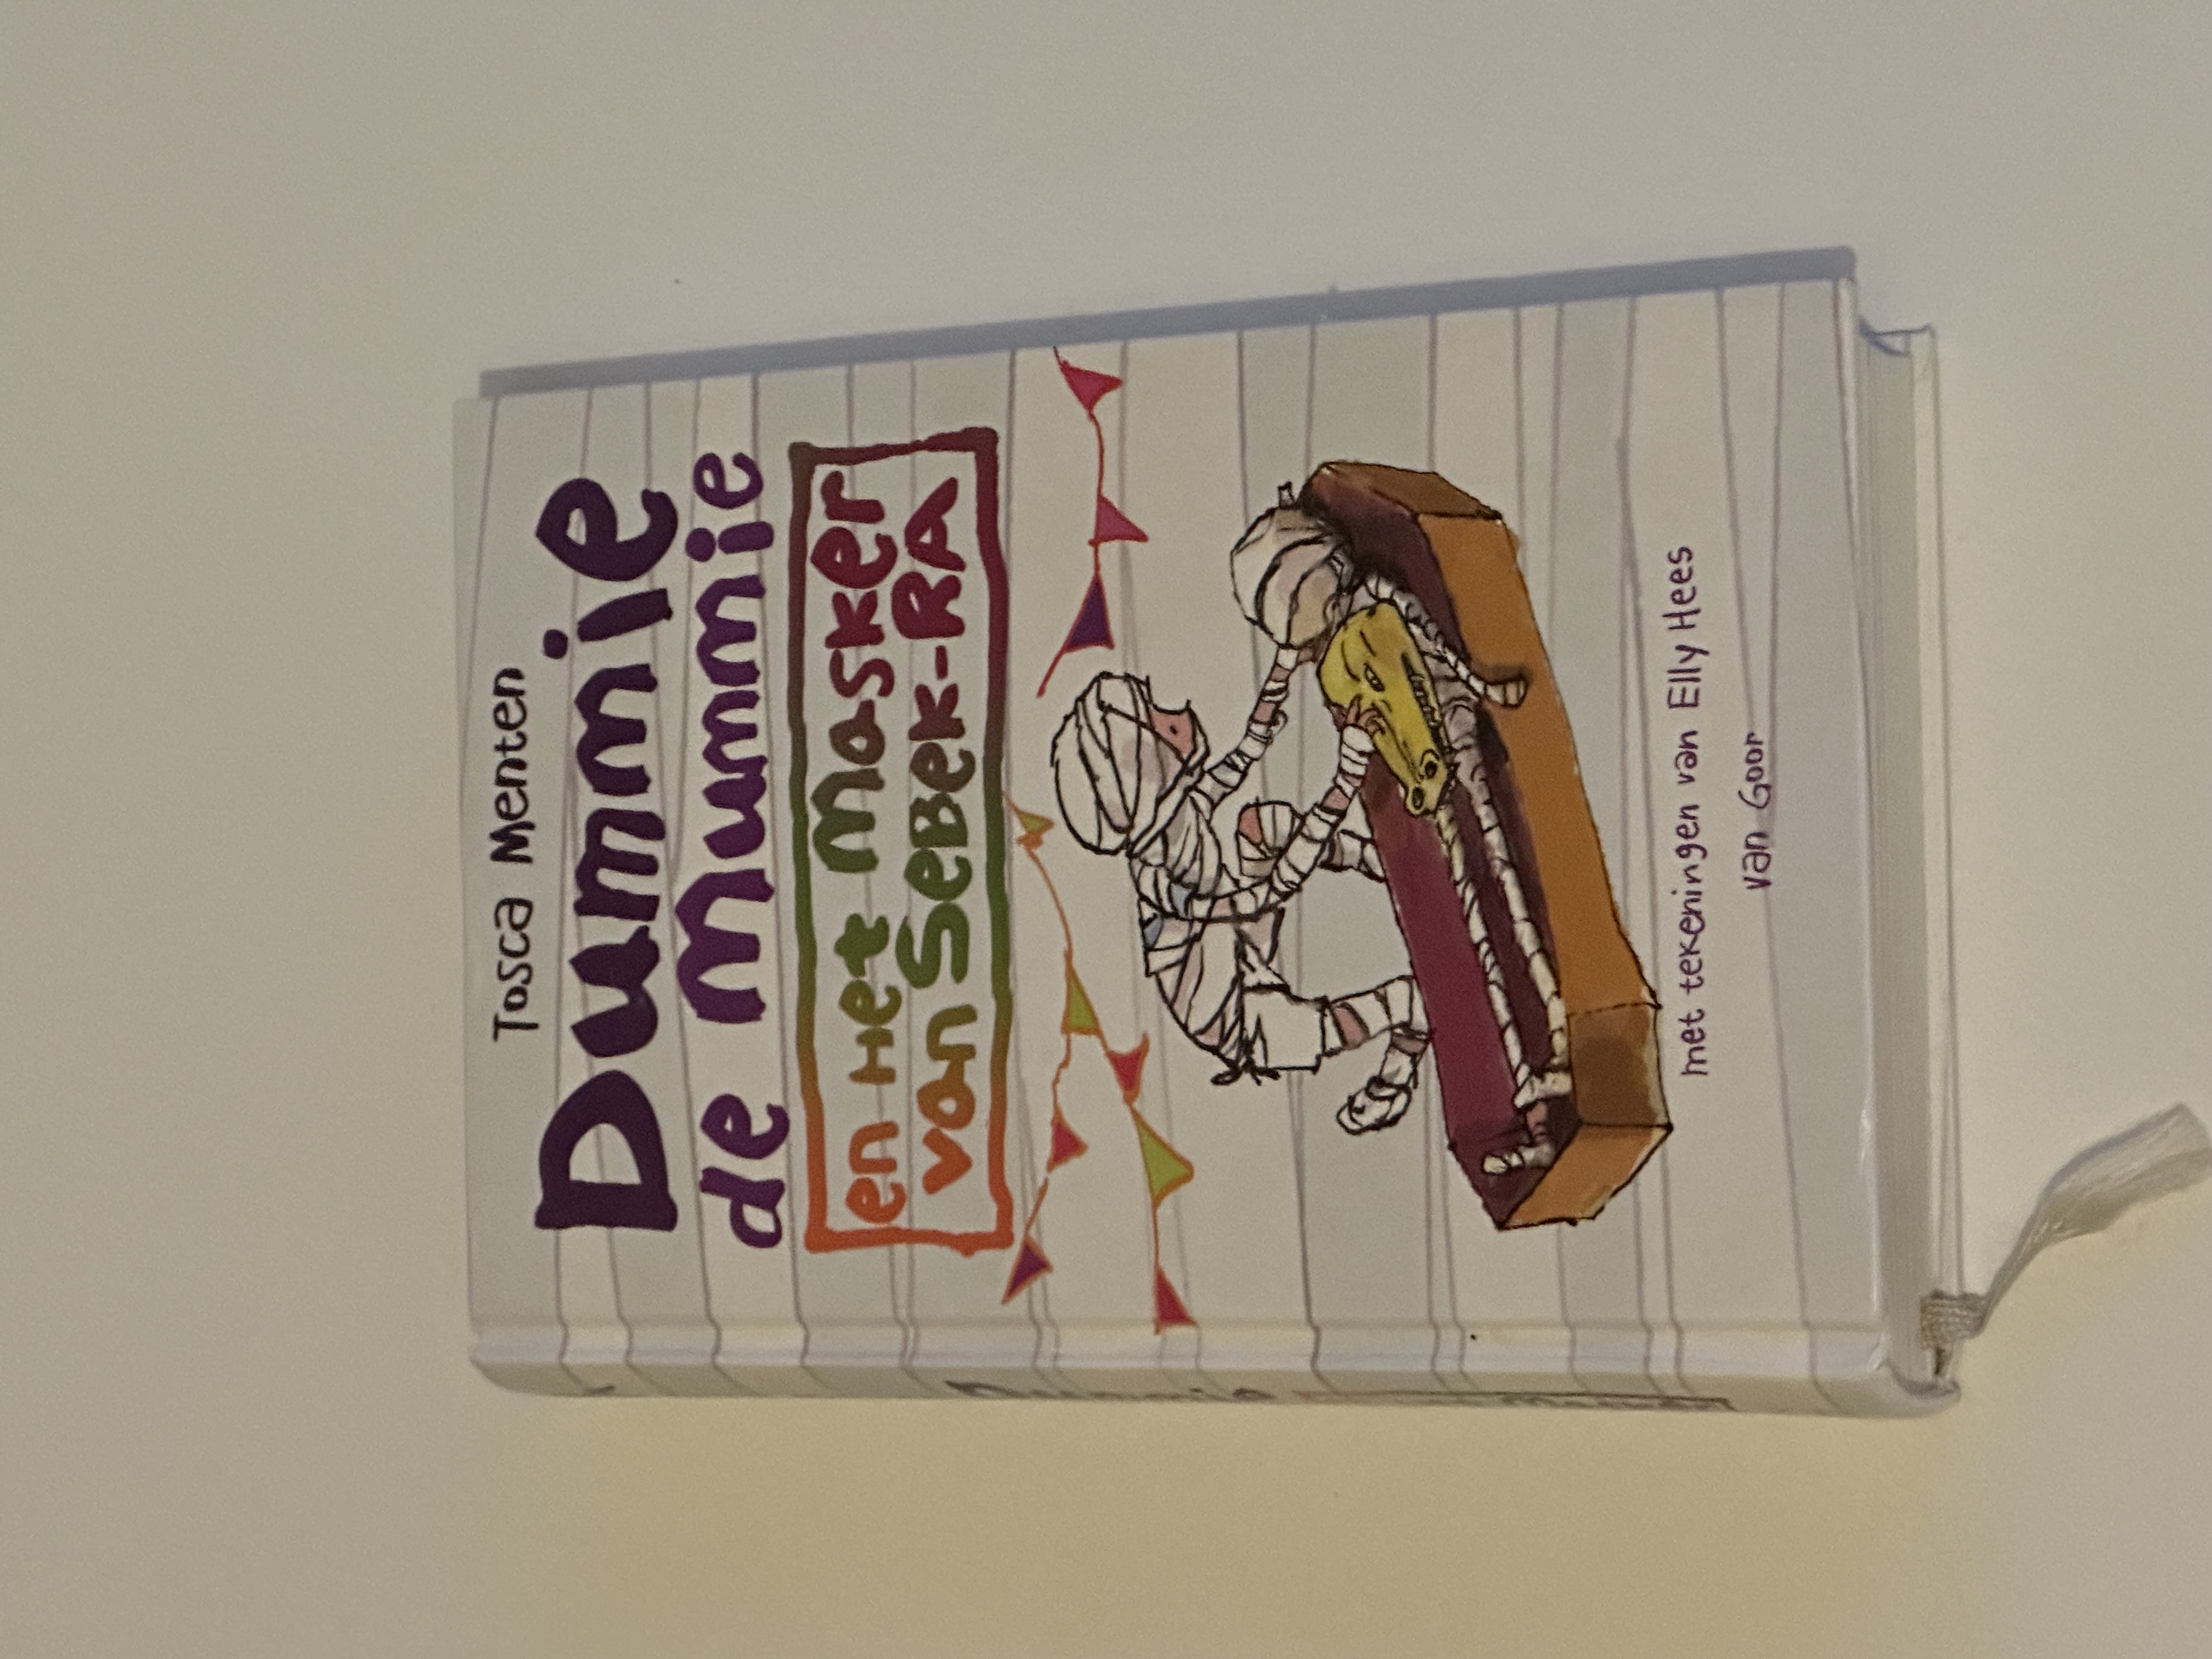 Tosca Menten
Dummie
de mummie
en Het masker
van SeBeK-RA
met tekeningen van Elly Hees
van Goor